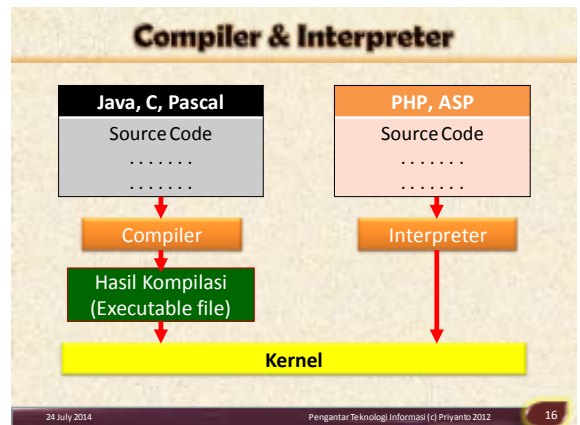 Compiler & Interpreter
Java, C, Pascal
Source Code
. . . . . . .
. . . . . . .
Compiler
Hasil Kompilasi
(Executable file)
PHP, ASP
Source Code
. . . . . . .
. . . . . . .
Interpreter
Kernel
24 July 2014
Pengantar Teknologi Informasi (c) Priyanto 2012
16